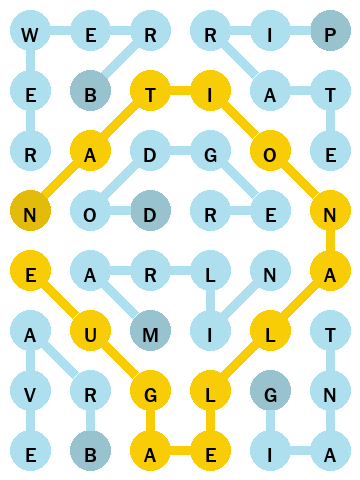 W E R R I P
E B T I A T
R A D G O E
N O D R E N
E A R L N A
A U M I L T
V R G L G N
E B A E I A